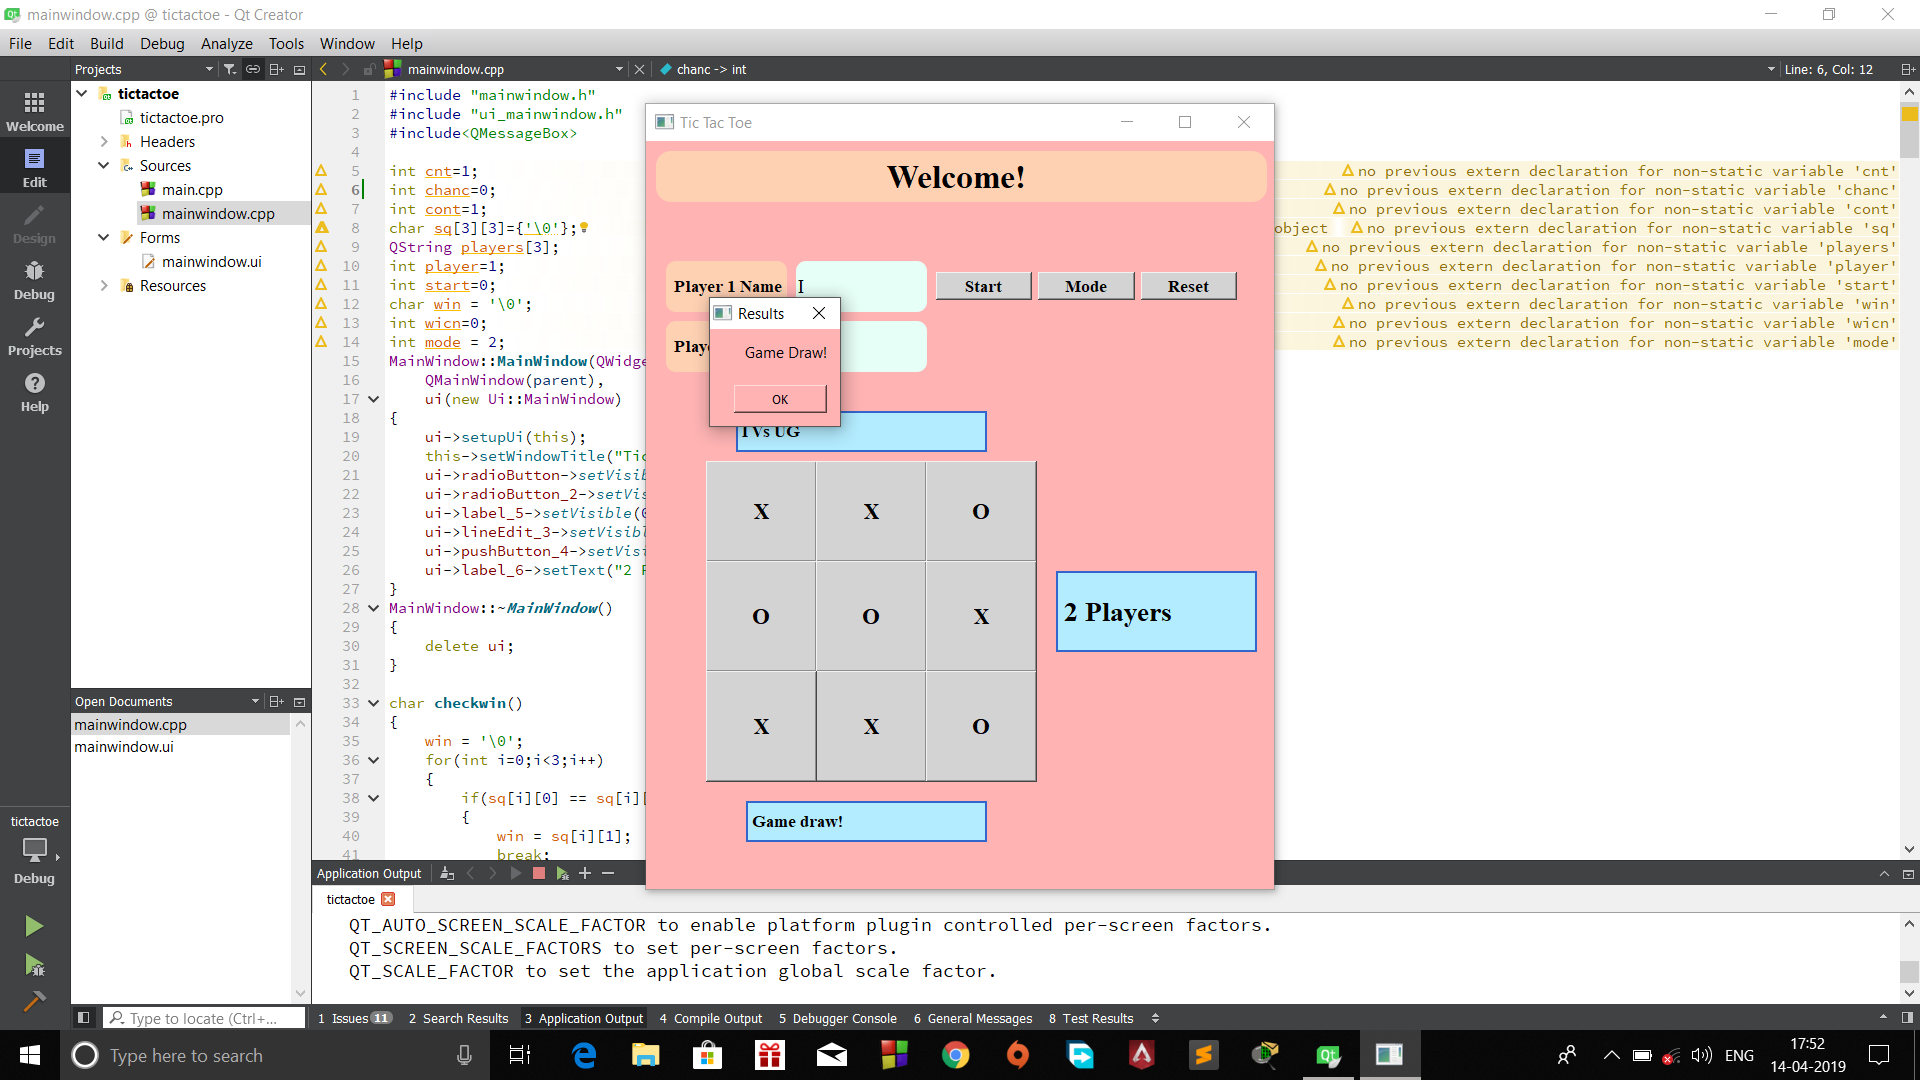 mainwindow.cpp @ tictactoe - Qt Creator
File Edit Build Debug Analyze Tools Window Help
Projects
mainwindow.cpp
chanc -> int
Line: 6, Col: 12
Welcome
Edit
Design
Debug
Projects
Help
tictactoe
Debug
tictactoe
tictactoe.pro
Headers
Sources
main.cpp
mainwindow.cpp
Forms
mainwindow.ui
Resources
Open Documents
mainwindow.cpp
mainwindow.ui
1 #include "mainwindow.h"
2 #include "ui_mainwindow.h"
3 #include<QMessageBox>
4
5 int cnt=1; no previous extern declaration for non-static variable 'cnt'
6 int chanc=0; no previous extern declaration for non-static variable 'chanc'
7 int cont=1; no previous extern declaration for non-static variable 'cont'
8 char sq[3][3]={'\0'}; object no previous extern declaration for non-static variable 'sq'
9 QString players[3]; no previous extern declaration for non-static variable 'players'
10 int player=1; no previous extern declaration for non-static variable 'player'
11 int start=0; no previous extern declaration for non-static variable 'start'
12 char win = '\0'; no previous extern declaration for non-static variable 'win'
13 int wicn=0; no previous extern declaration for non-static variable 'wicn'
14 int mode = 2; no previous extern declaration for non-static variable 'mode'
15 MainWindow::MainWindow(QWidge
16 QMainWindow(parent),
17 ui(new Ui::MainWindow)
18 {
19 ui->setupUi(this);
20 this->setWindowTitle("Tic
21 ui->radioButton->setVisib
22 ui->radioButton_2->setVis
23 ui->label_5->setVisible(0
24 ui->lineEdit_3->setVisibl
25 ui->pushButton_4->setVisi
26 ui->label_6->setText("2 P
27 }
28 MainWindow::~MainWindow()
29 {
30 delete ui;
31 }
32
33 char checkwin()
34 {
35 win = '\0';
36 for(int i=0;i<3;i++)
37 {
38 if(sq[i][0] == sq[i][
39 {
40 win = sq[i][1];
41 break;
Tic Tac Toe
Welcome!
Player 1 Name
Start Mode Reset
Playe
Results
Game Draw!
OK
Vs UG
X X O
O O X
X X O
2 Players
Game draw!
Application Output
tictactoe
QT_AUTO_SCREEN_SCALE_FACTOR to enable platform plugin controlled per-screen factors.
QT_SCREEN_SCALE_FACTORS to set per-screen factors.
QT_SCALE_FACTOR to set the application global scale factor.
Type to locate (Ctrl+...
1 Issues 11 2 Search Results 3 Application Output 4 Compile Output 5 Debugger Console 6 General Messages 8 Test Results
Type here to search
ENG
17:52
14-04-2019